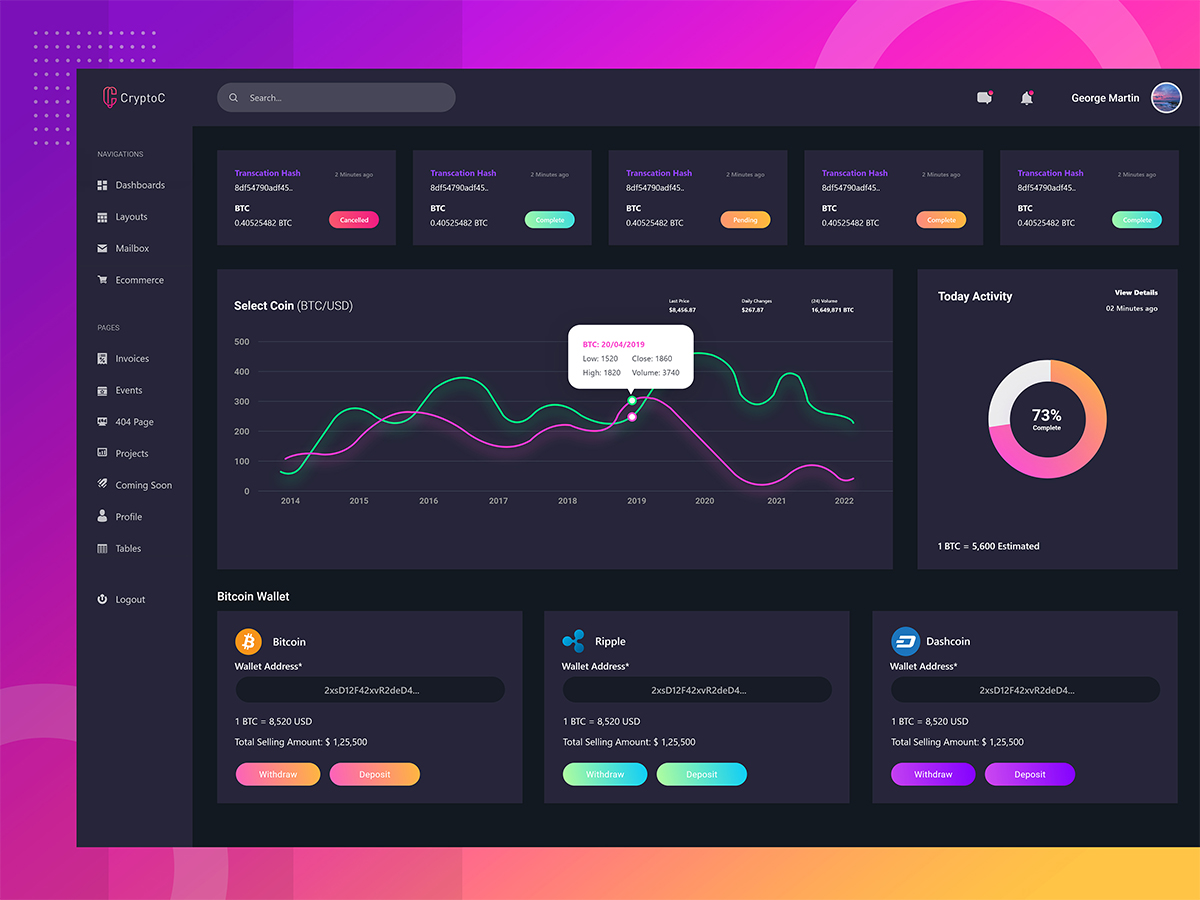 CryptoC
Search...
George Martin
NAVIGATIONS
Dashboards
Layouts
Mailbox
Ecommerce
PAGES
Invoices
Events
404 Page
Projects
Coming Soon
Profile
Tables
Logout
Transcation Hash 2 Minutes ago
8df54790adf45..
BTC
0.40525482 BTC Cancelled
Transcation Hash 2 Minutes ago
8df54790adf45..
BTC
0.40525482 BTC Complete
Transcation Hash 2 Minutes ago
8df54790adf45..
BTC
0.40525482 BTC Pending
Transcation Hash 2 Minutes ago
8df54790adf45..
BTC
0.40525482 BTC Complete
Transcation Hash 2 Minutes ago
8df54790adf45..
BTC
0.40525482 BTC Complete
Select Coin (BTC/USD)
Last Price
$8,456.87
Daily Changes
$267.87
(24) Volume
16,649,871 BTC
500
400
300
200
100
0
BTC: 20/04/2019
Low: 1520 Close: 1860
High: 1820 Volume: 3740
2014 2015 2016 2017 2018 2019 2020 2021 2022
Today Activity
View Details
02 Minutes ago
73%
Complete
1 BTC = 5,600 Estimated
Bitcoin Wallet
Bitcoin
Wallet Address*
2xsD12F42xvR2deD4...
1 BTC = 8,520 USD
Total Selling Amount: $ 1,25,500
Withdraw Deposit
Ripple
Wallet Address*
2xsD12F42xvR2deD4...
1 BTC = 8,520 USD
Total Selling Amount: $ 1,25,500
Withdraw Deposit
Dashcoin
Wallet Address*
2xsD12F42xvR2deD4...
1 BTC = 8,520 USD
Total Selling Amount: $ 1,25,500
Withdraw Deposit